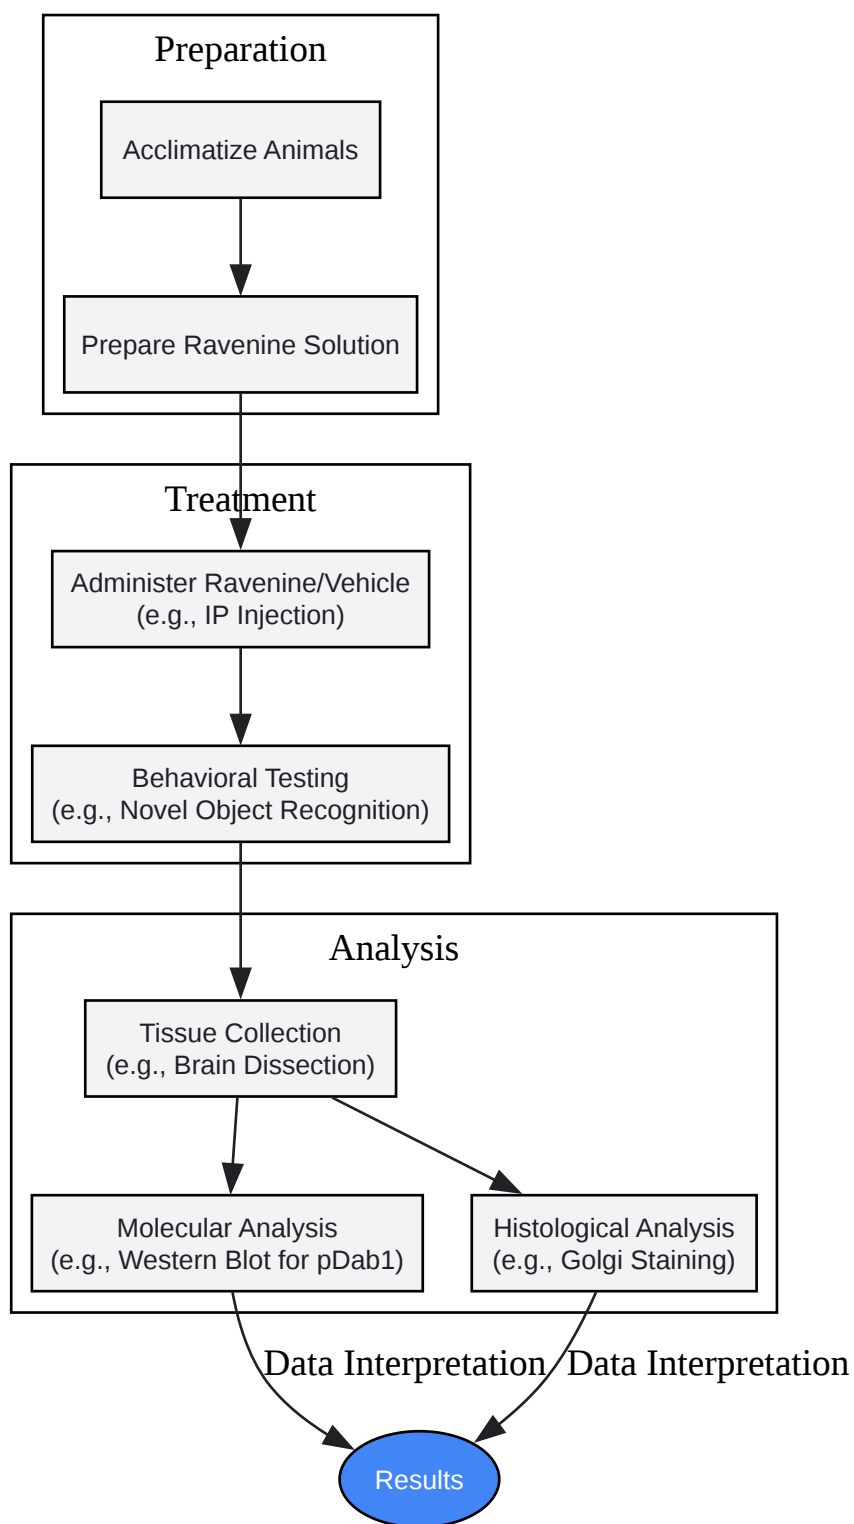 Preparation
Acclimatize Animals
Prepare Ravenine Solution
Treatment
Administer Ravenine/Vehicle
(e.g., IP Injection)
Behavioral Testing
(e.g., Novel Object Recognition)
Analysis
Tissue Collection
(e.g., Brain Dissection)
Molecular Analysis
(e.g., Western Blot for pDab1)
Histological Analysis
(e.g., Golgi Staining)
Data Interpretation
Data Interpretation
Results